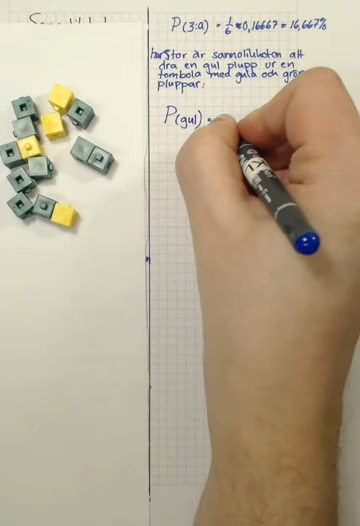 P(3:a) = 1/6 ≈ 0,16667 = 16,667%
hur stor är sannolikheten att
dra en gul plupp ur en
tombola med gula och
pluppar:
P(gul) =